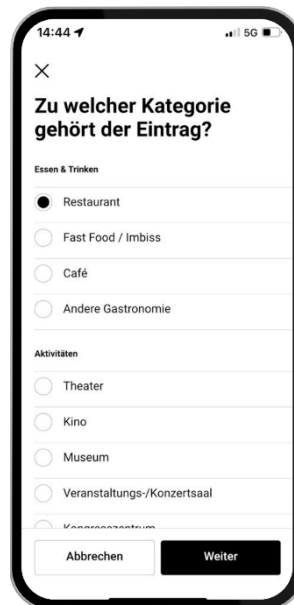 14:44
5G
Zu welcher Kategorie
gehört der Eintrag?
Essen & Trinken
Restaurant
Fast Food / Imbiss
Café
Andere Gastronomie
Aktivitäten
Theater
Kino
Museum
Veranstaltungs-/Konzertsaal
Kongresszentrum
Abbrechen
Weiter